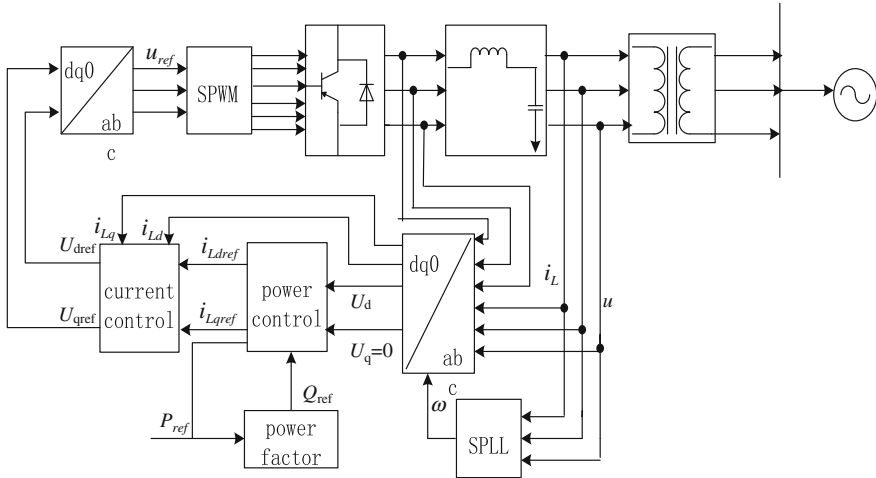 dq0
ab
c
u_ref
SPWM
i_Lq
i_Ld
U_dref
U_qref
current
control
i_Ldref
i_Lqref
power
control
U_d
U_q=0
dq0
ab
c
i_L
u
ω
Q_ref
P_ref
power
factor
SPLL